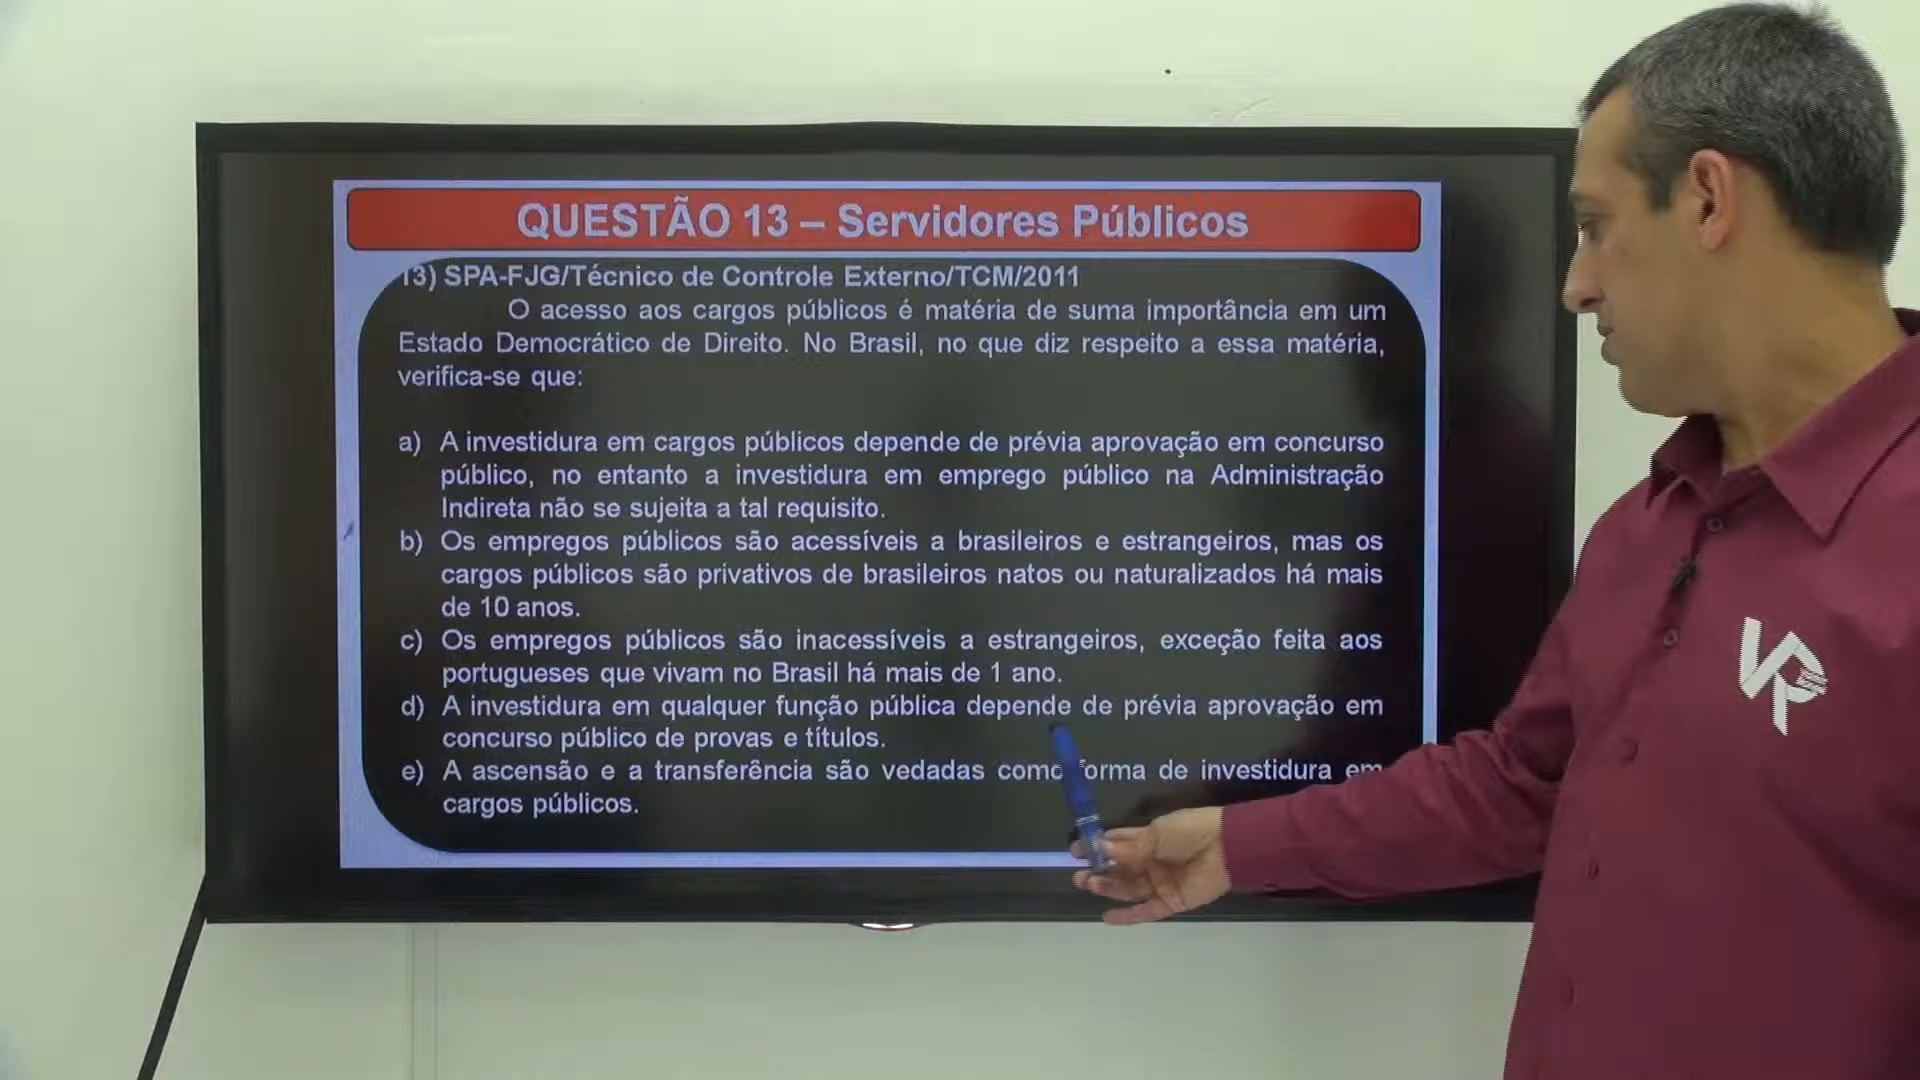 QUESTÃO 13 – Servidores Públicos
13) SPA-FJG/Técnico de Controle Externo/TCM/2011
O acesso aos cargos públicos é matéria de suma importância em um
Estado Democrático de Direito. No Brasil, no que diz respeito a essa matéria,
verifica-se que:
a) A investidura em cargos públicos depende de prévia aprovação em concurso
público, no entanto a investidura em emprego público na Administração
Indireta não se sujeita a tal requisito.
b) Os empregos públicos são acessíveis a brasileiros e estrangeiros, mas os
cargos públicos são privativos de brasileiros natos ou naturalizados há mais
de 10 anos.
c) Os empregos públicos são inacessíveis a estrangeiros, exceção feita aos
portugueses que vivam no Brasil há mais de 1 ano.
d) A investidura em qualquer função pública depende de prévia aprovação em
concurso público de provas e títulos.
e) A ascensão e a transferência são vedadas como forma de investidura em
cargos públicos.